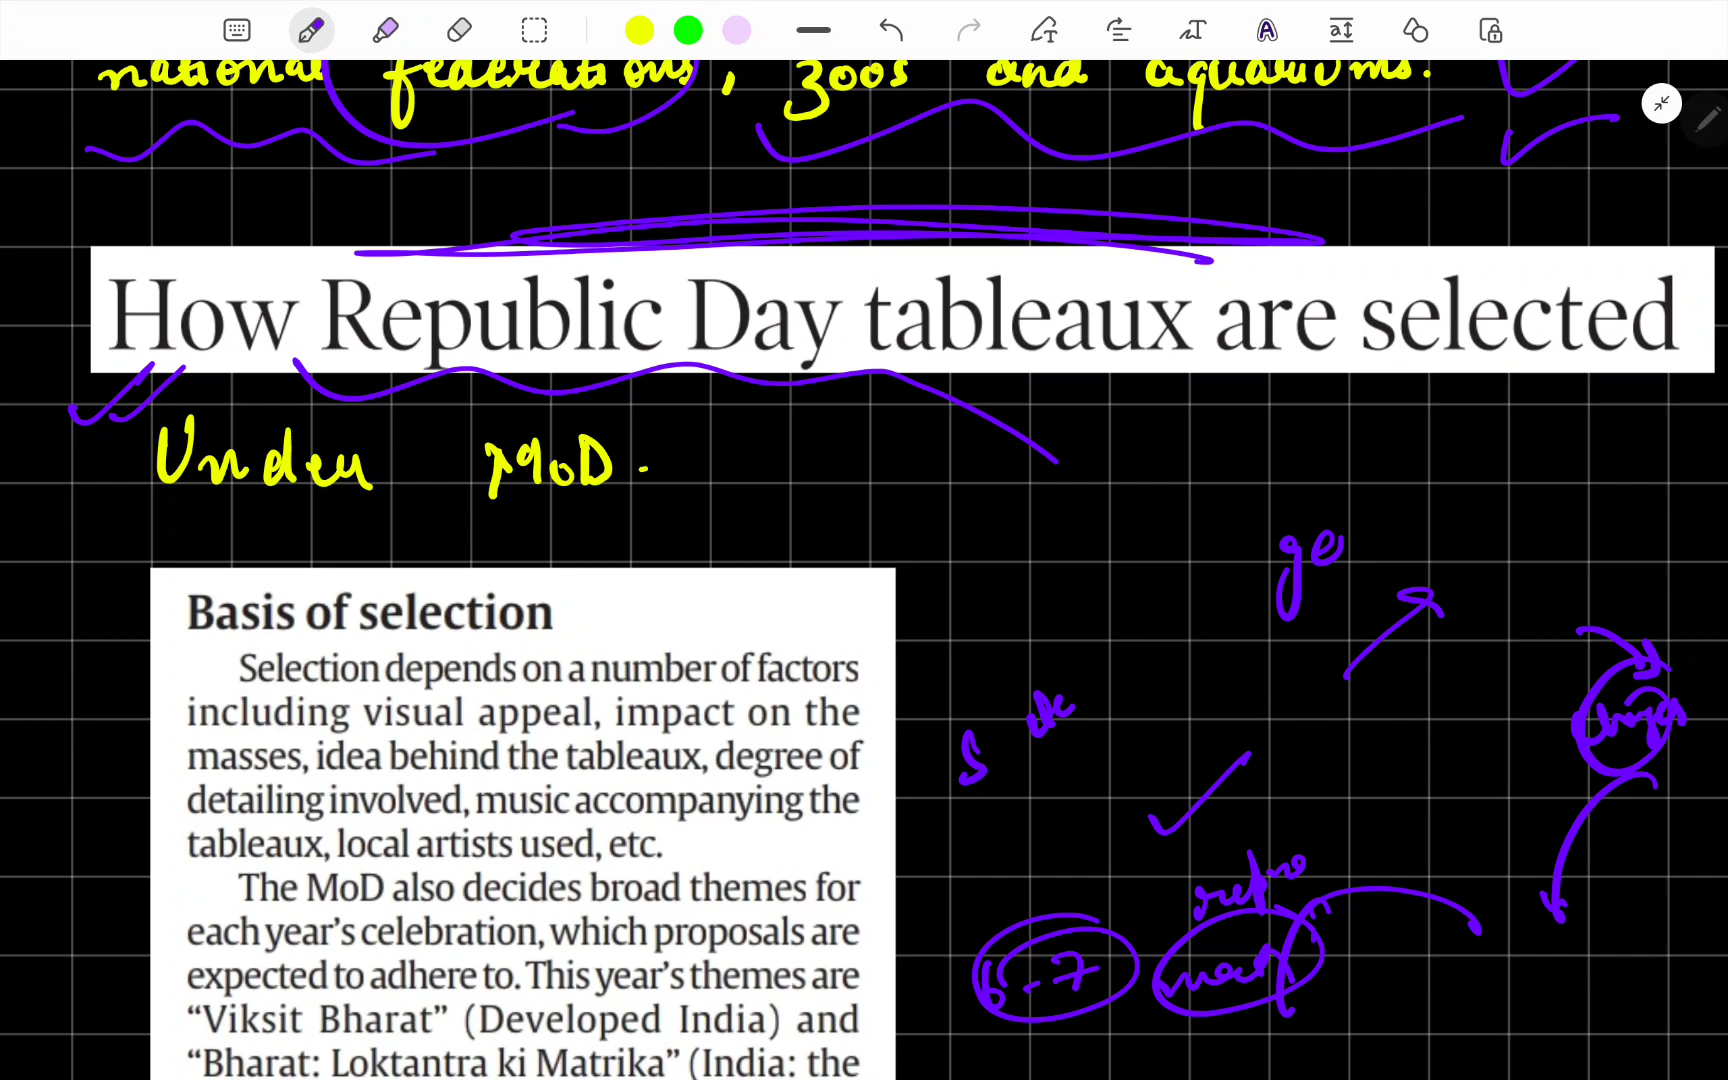 national federations, zoos and aquariums.
How Republic Day tableaux are selected
Under MoD.
Basis of selection
Selection depends on a number of factors
including visual appeal, impact on the
masses, idea behind the tableaux, degree of
detailing involved, music accompanying the
tableaux, local artists used, etc.
The MoD also decides broad themes for
each year's celebration, which proposals are
expected to adhere to. This year's themes are
“Viksit Bharat” (Developed India) and
“Bharat: Loktantra ki Matrika” (India: the
ge
S
6-7